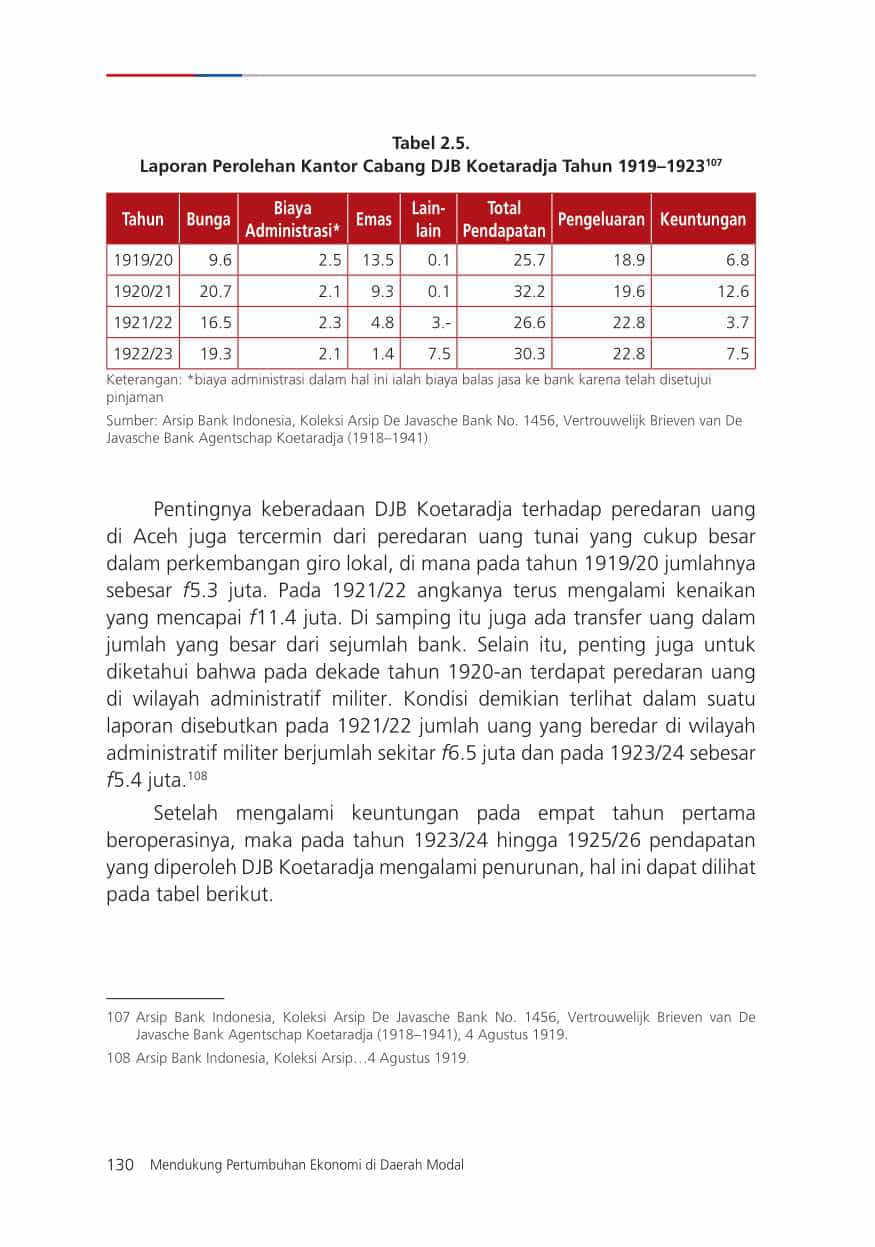 Tabel 2.5.
Laporan Perolehan Kantor Cabang DJB Koetaradja Tahun 1919–1923107
Tahun Bunga Biaya Administrasi* Emas Lain-lain Total Pendapatan Pengeluaran Keuntungan
1919/20 9.6 2.5 13.5 0.1 25.7 18.9 6.8
1920/21 20.7 2.1 9.3 0.1 32.2 19.6 12.6
1921/22 16.5 2.3 4.8 3.- 26.6 22.8 3.7
1922/23 19.3 2.1 1.4 7.5 30.3 22.8 7.5
Keterangan: *biaya administrasi dalam hal ini ialah biaya balas jasa ke bank karena telah disetujui
pinjaman
Sumber: Arsip Bank Indonesia, Koleksi Arsip De Javasche Bank No. 1456, Vertrouwelijk Brieven van De
Javasche Bank Agentschap Koetaradja (1918–1941)
Pentingnya keberadaan DJB Koetaradja terhadap peredaran uang
di Aceh juga tercermin dari peredaran uang tunai yang cukup besar
dalam perkembangan giro lokal, di mana pada tahun 1919/20 jumlahnya
sebesar f5.3 juta. Pada 1921/22 angkanya terus mengalami kenaikan
yang mencapai f11.4 juta. Di samping itu juga ada transfer uang dalam
jumlah yang besar dari sejumlah bank. Selain itu, penting juga untuk
diketahui bahwa pada dekade tahun 1920-an terdapat peredaran uang
di wilayah administratif militer. Kondisi demikian terlihat dalam suatu
laporan disebutkan pada 1921/22 jumlah uang yang beredar di wilayah
administratif militer berjumlah sekitar f6.5 juta dan pada 1923/24 sebesar
f5.4 juta.108
Setelah mengalami keuntungan pada empat tahun pertama
beroperasinya, maka pada tahun 1923/24 hingga 1925/26 pendapatan
yang diperoleh DJB Koetaradja mengalami penurunan, hal ini dapat dilihat
pada tabel berikut.
107 Arsip Bank Indonesia, Koleksi Arsip De Javasche Bank No. 1456, Vertrouwelijk Brieven van De
Javasche Bank Agentschap Koetaradja (1918–1941), 4 Agustus 1919.
108 Arsip Bank Indonesia, Koleksi Arsip…4 Agustus 1919.
130 Mendukung Pertumbuhan Ekonomi di Daerah Modal